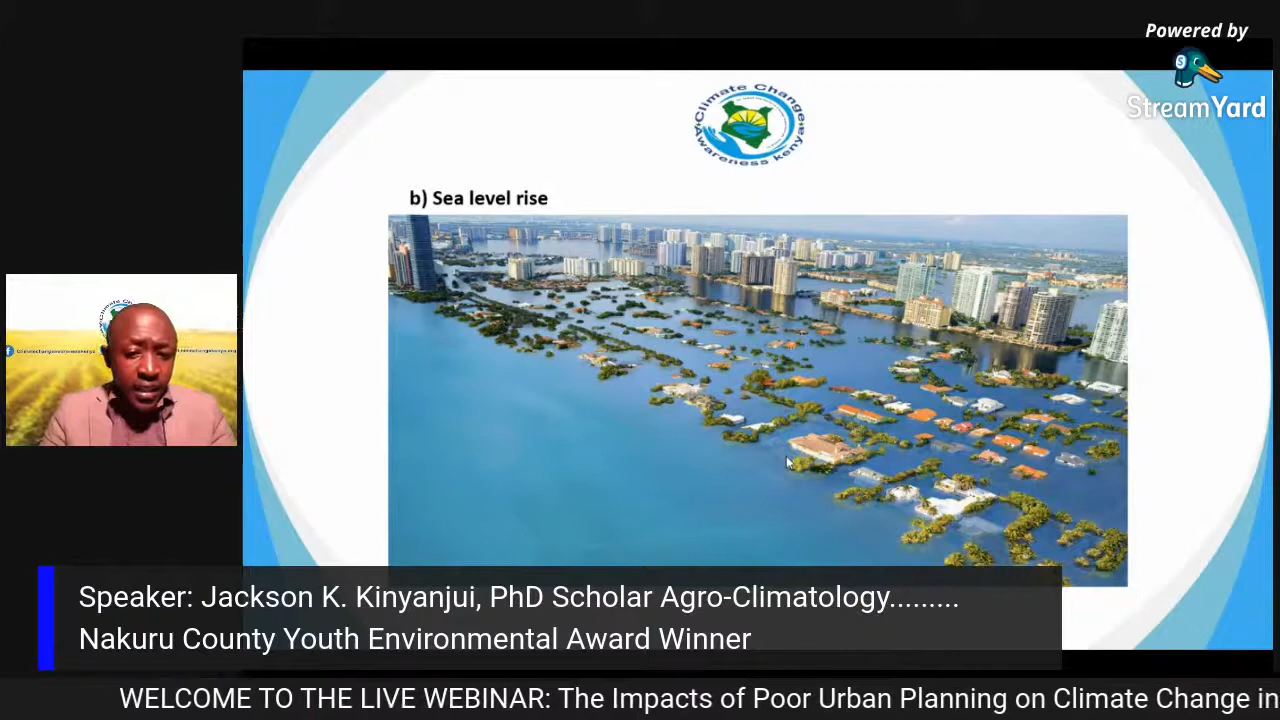 Powered by
StreamYard
Climate Change
Awareness kenya
b) Sea level rise
Speaker: Jackson K. Kinyanjui, PhD Scholar Agro-Climatology.........
Nakuru County Youth Environmental Award Winner
WELCOME TO THE LIVE WEBINAR: The Impacts of Poor Urban Planning on Climate Change in